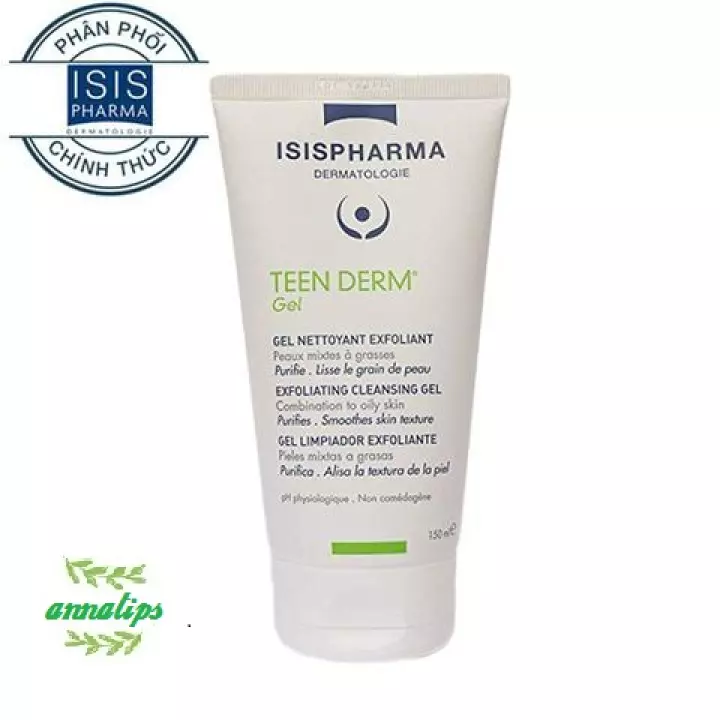 PHÂN PHỐI
ISIS
PHARMA
DERMATOLOGIE
CHÍNH THỨC
ISISPHARMA
DERMATOLOGIE
TEEN DERM®
Gel
GEL NETTOYANT EXFOLIANT
Peaux mixtes à grasses
Purifie . Lisse le grain de peau
EXFOLIATING CLEANSING GEL
Combination to oily skin
Purifies . Smoothes skin texture
GEL LIMPIADOR EXFOLIANTE
Pieles mixtas a grasas
Purifica . Alisa la textura de la piel
pH physiologique . Non comédogène
150 ml℮
annalips